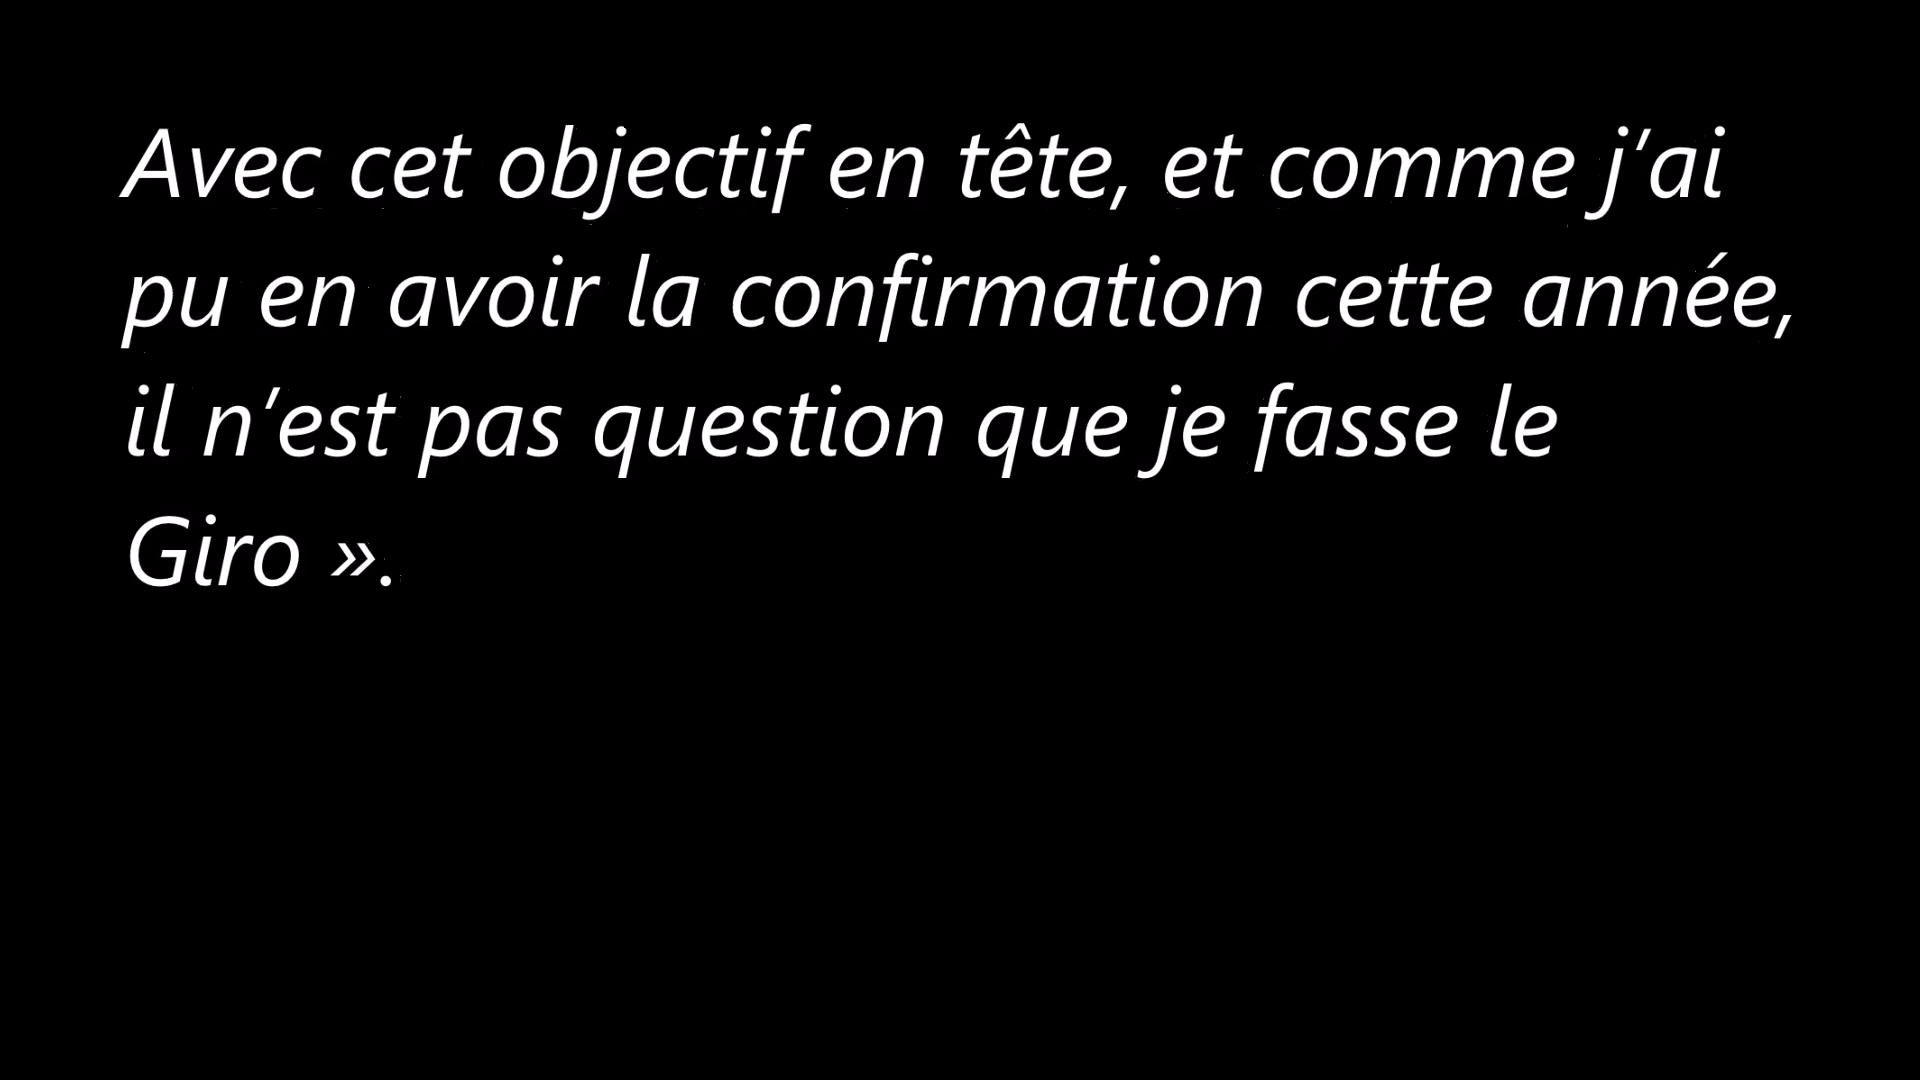 Avec cet objectif en tête, et comme j’ai
pu en avoir la confirmation cette année,
il n’est pas question que je fasse le
Giro ».